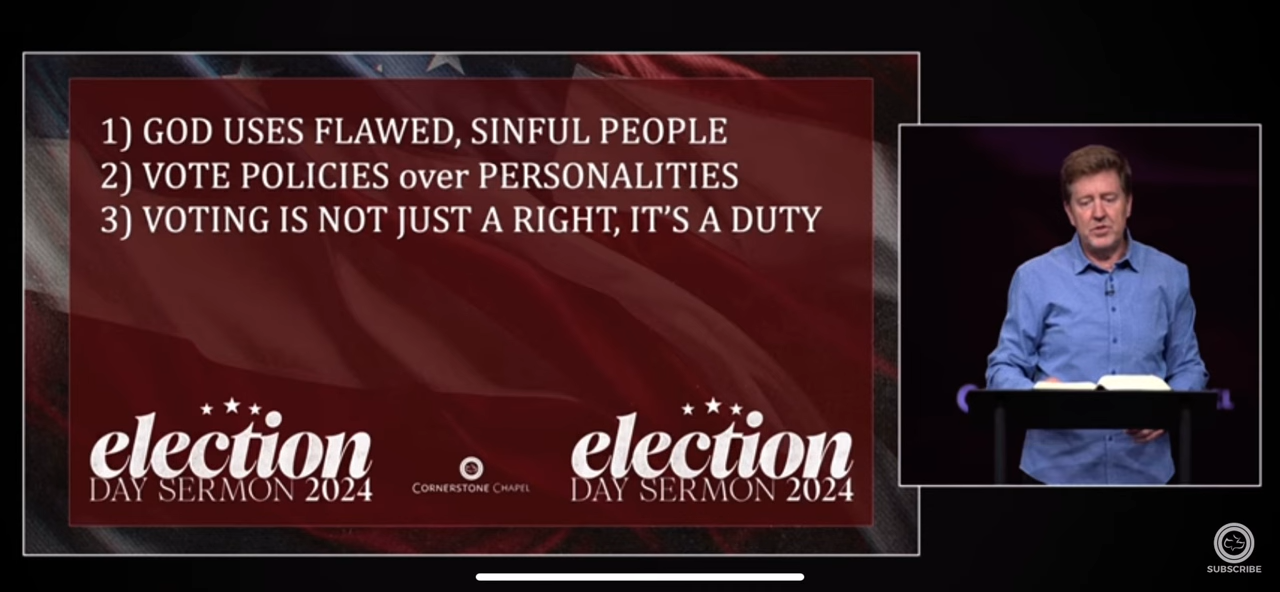 1) GOD USES FLAWED, SINFUL PEOPLE
2) VOTE POLICIES over PERSONALITIES
3) VOTING IS NOT JUST A RIGHT, IT'S A DUTY
election
DAY SERMON 2024
CORNERSTONE CHAPEL
election
DAY SERMON 2024
SUBSCRIBE